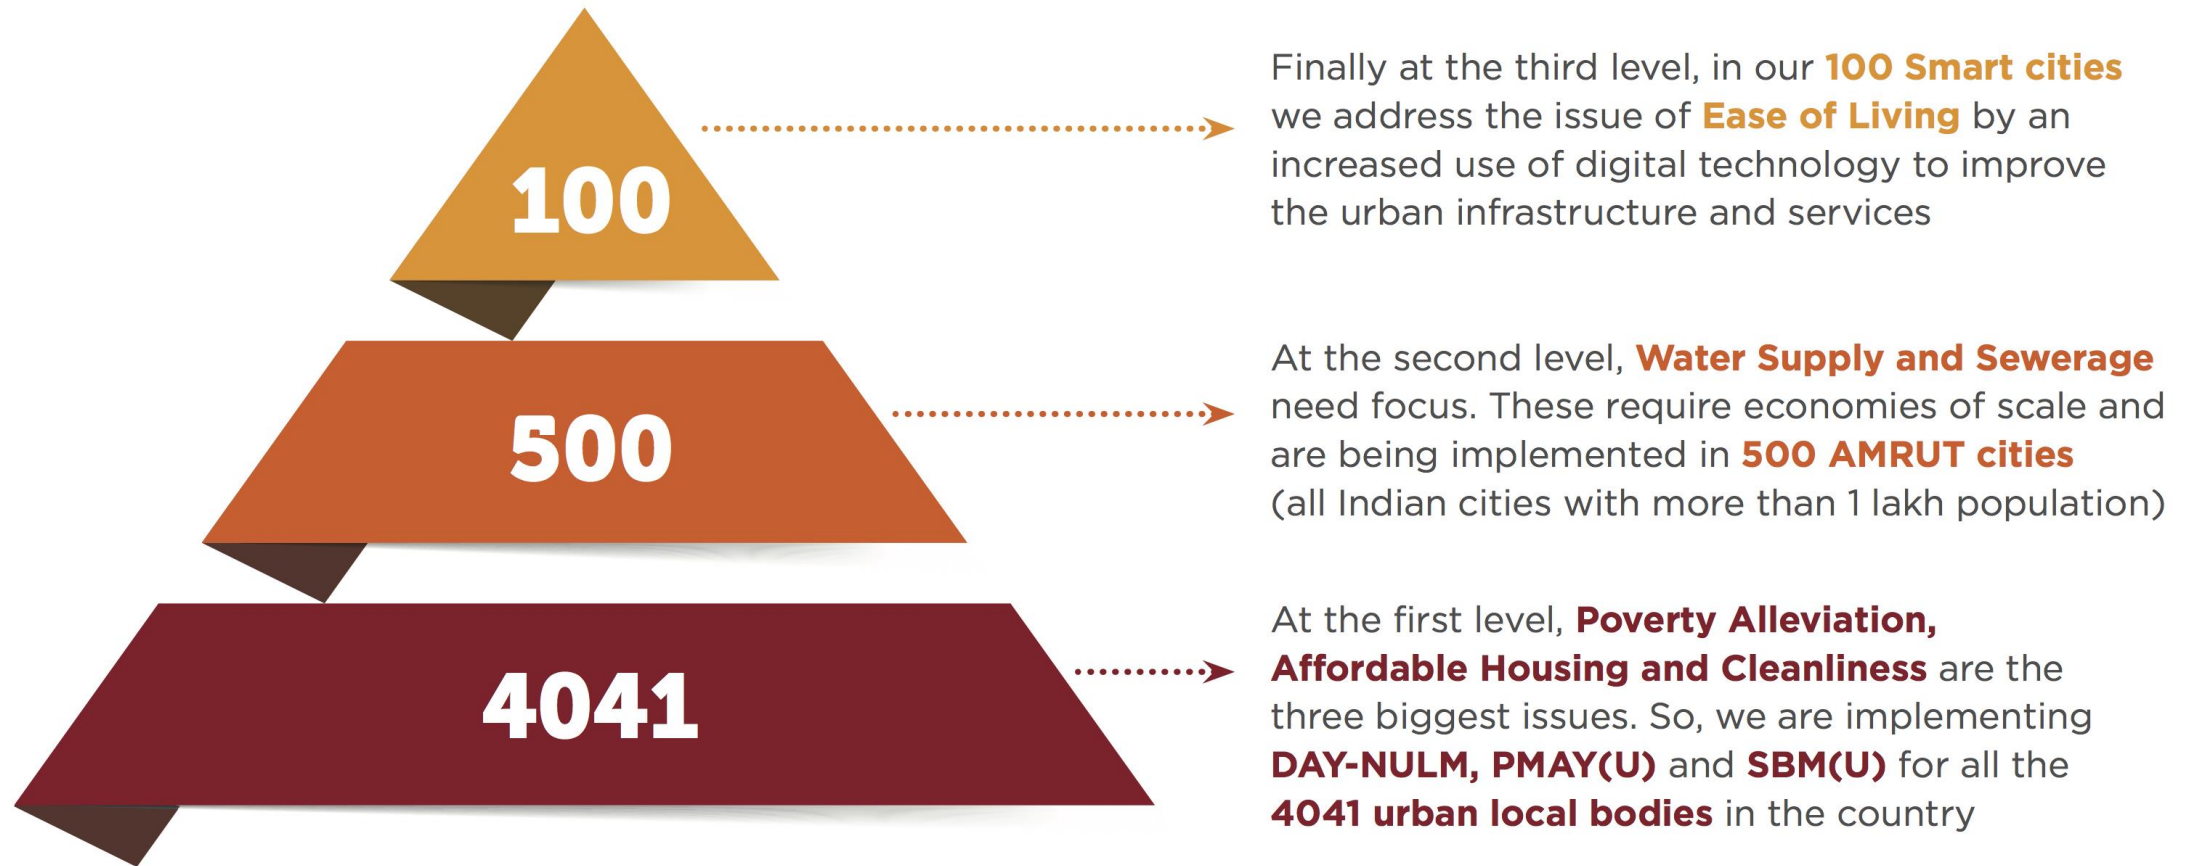 100
Finally at the third level, in our 100 Smart cities
we address the issue of Ease of Living by an
increased use of digital technology to improve
the urban infrastructure and services
500
At the second level, Water Supply and Sewerage
need focus. These require economies of scale and
are being implemented in 500 AMRUT cities
(all Indian cities with more than 1 lakh population)
4041
At the first level, Poverty Alleviation,
Affordable Housing and Cleanliness are the
three biggest issues. So, we are implementing
DAY-NULM, PMAY(U) and SBM(U) for all the
4041 urban local bodies in the country